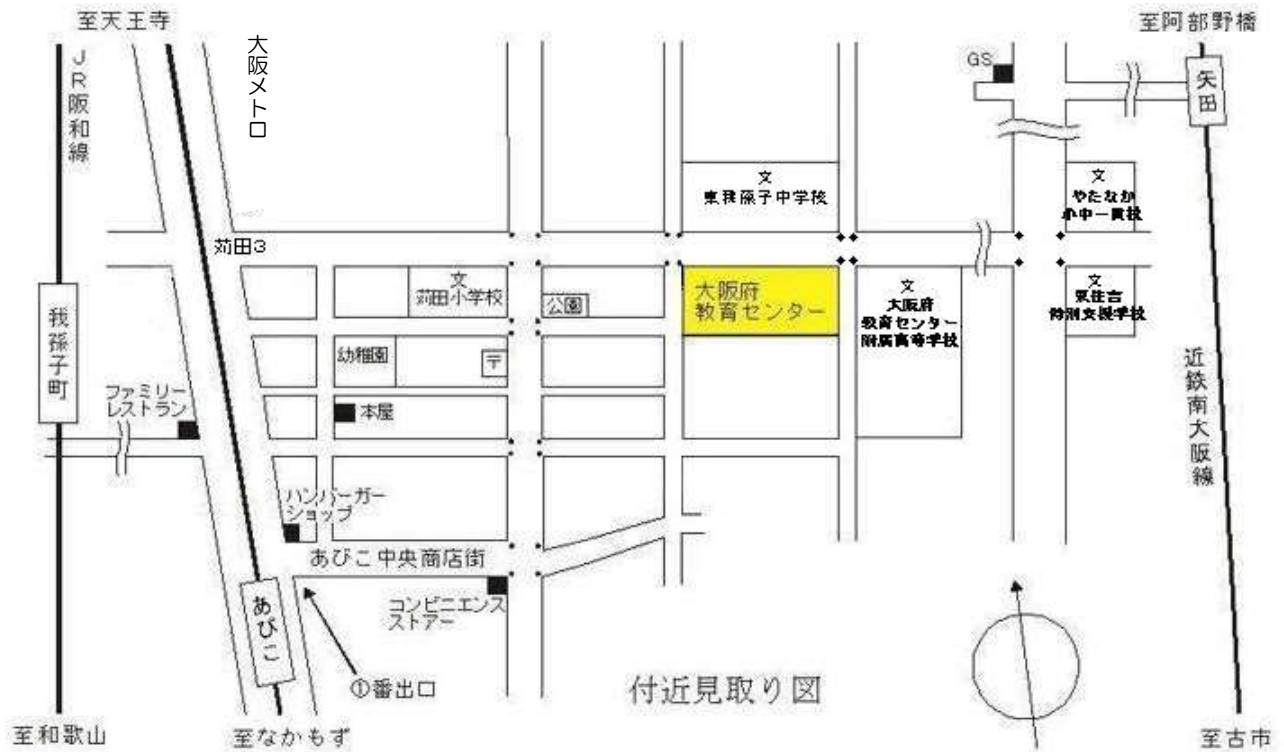 至天王寺
至阿部野橋
JR阪和線
大阪メトロ
GS
矢田
文
東我孫子中学校
文
やたなか
小中一貫校
苅田3
文
苅田小学校
公園
大阪府
教育センター
文
大阪府
教育センター
附属高等学校
文
東住吉
特別支援学校
我孫子町
幼稚園
〒
近鉄南大阪線
ファミリー
レストラン
本屋
ハンバーガー
ショップ
あびこ中央商店街
あびこ
コンビニエンス
ストアー
①番出口
付近見取り図
至和歌山
至なかもず
至古市